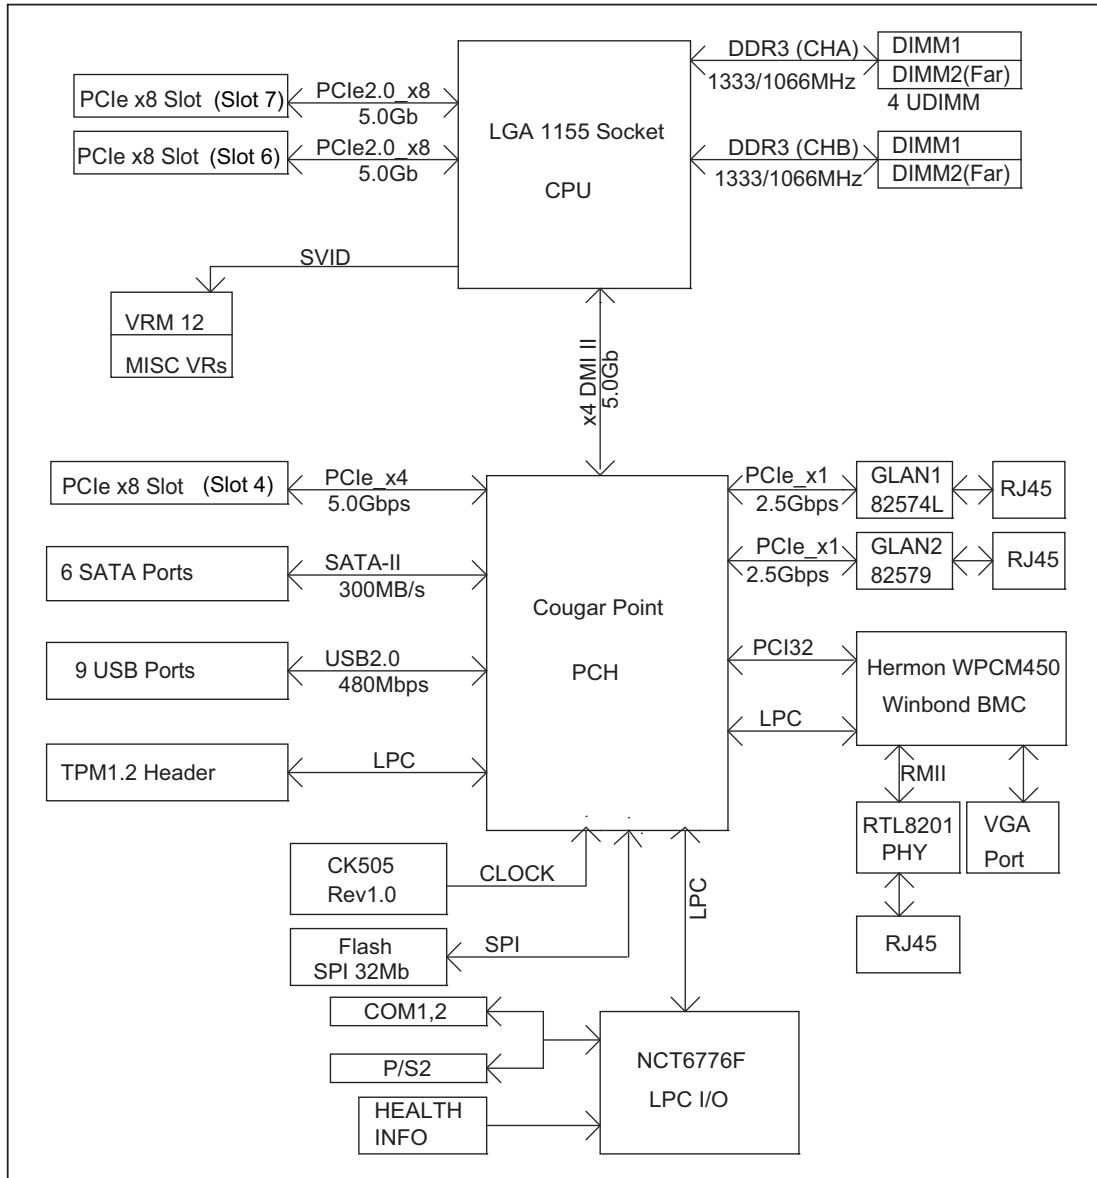 PCIe x8 Slot (Slot 7)
PCIe2.0_x8
5.0Gb
PCIe x8 Slot (Slot 6)
PCIe2.0_x8
5.0Gb
LGA 1155 Socket
CPU
DDR3 (CHA)
1333/1066MHz
DIMM1
DIMM2(Far)
4 UDIMM
DDR3 (CHB)
1333/1066MHz
DIMM1
DIMM2(Far)
SVID
VRM 12
MISC VRs
x4 DMI II
5.0Gb
PCIe x8 Slot (Slot 4)
PCIe_x4
5.0Gbps
6 SATA Ports
SATA-II
300MB/s
9 USB Ports
USB2.0
480Mbps
TPM1.2 Header
LPC
Cougar Point
PCH
PCIe_x1
2.5Gbps
GLAN1
82574L
RJ45
PCIe_x1
2.5Gbps
GLAN2
82579
RJ45
PCI32
LPC
Hermon WPCM450
Winbond BMC
RMII
RTL8201
PHY
VGA
Port
RJ45
CK505
Rev1.0
CLOCK
Flash
SPI 32Mb
SPI
LPC
COM1,2
P/S2
HEALTH
INFO
NCT6776F
LPC I/O